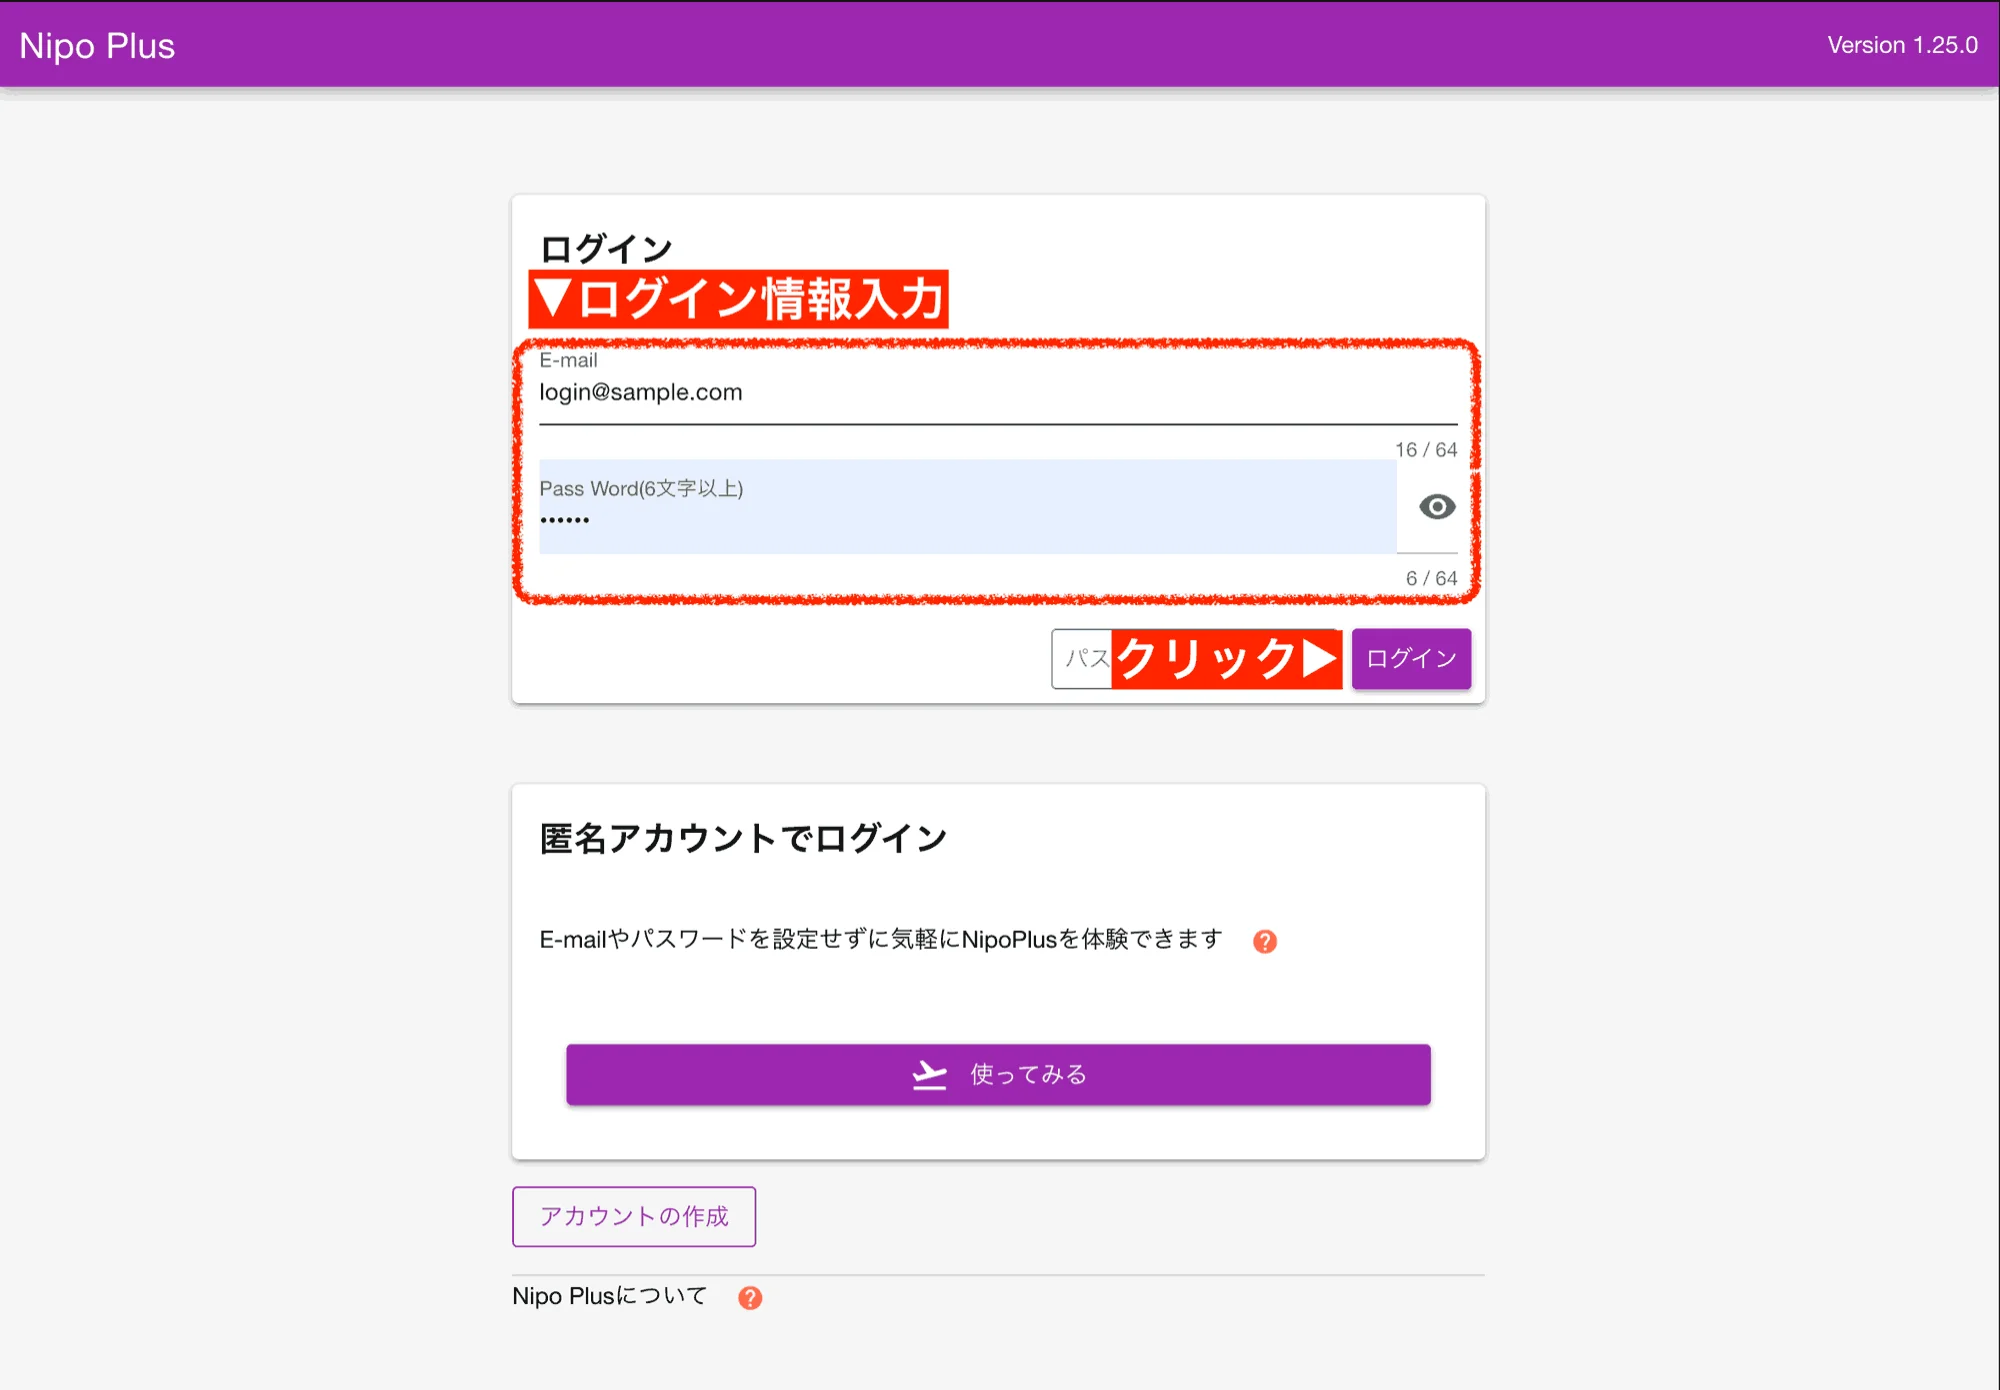 Nipo Plus
Version 1.25.0
ログイン
▼ログイン情報入力
E-mail
login@sample.com
16 / 64
Pass Word(6文字以上)
••••••
6 / 64
パス
クリック▶
ログイン
匿名アカウントでログイン
E-mailやパスワードを設定せずに気軽にNipoPlusを体験できます
?
使ってみる
アカウントの作成
Nipo Plusについて
?